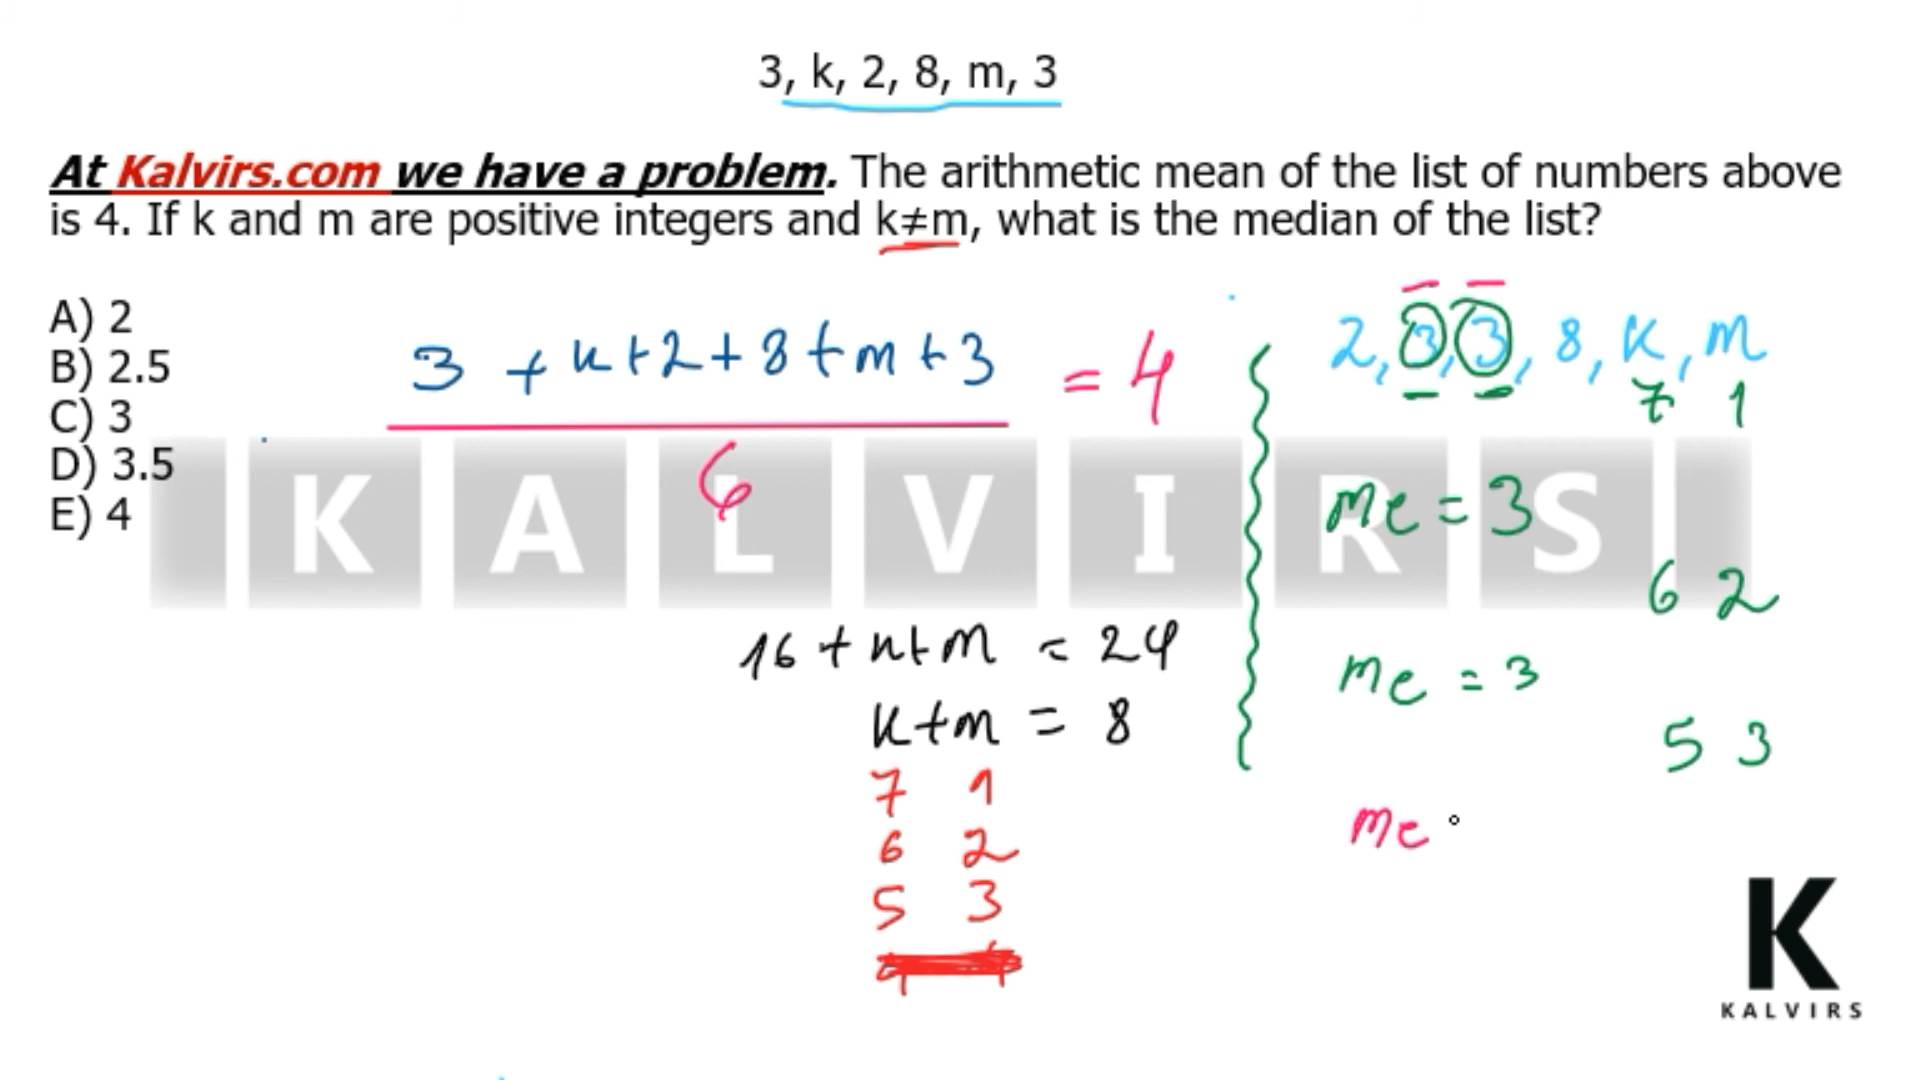 3, k, 2, 8, m, 3
At Kalvirs.com we have a problem. The arithmetic mean of the list of numbers above
is 4. If k and m are positive integers and k≠m, what is the median of the list?
A) 2
B) 2.5
C) 3
D) 3.5
E) 4
3 + k + 2 + 8 + m + 3 = 4
6
16 + k + m = 24
k + m = 8
7 1
6 2
5 3
2, 3, 3, 8, k, m
7 1
me = 3
6 2
me = 3
5 3
me
K A L V I R S
K
KALVIRS